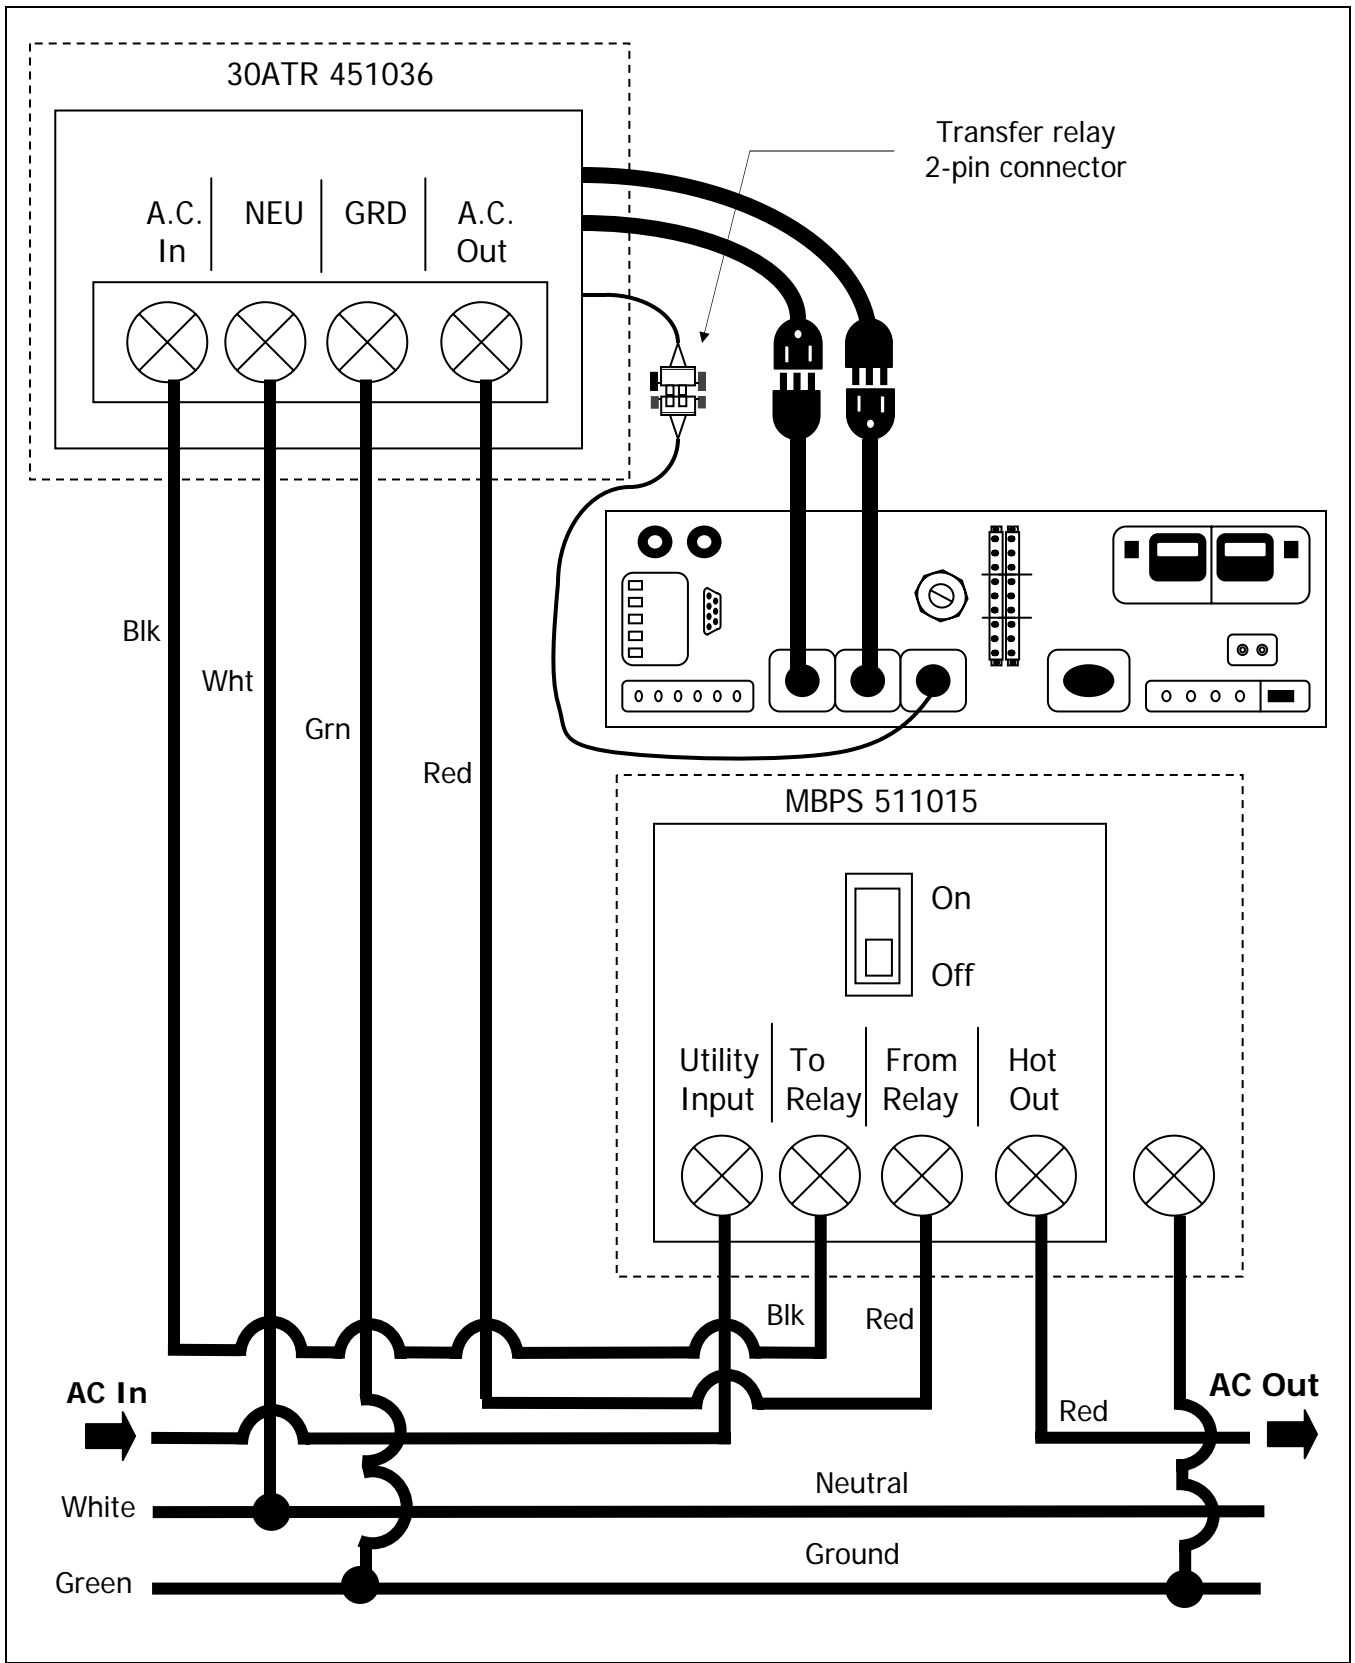 30ATR 451036
Transfer relay
2-pin connector
A.C.
In
NEU
GRD
A.C.
Out
Blk
Wht
Grn
Red
MBPS 511015
On
Off
Utility
Input
To
Relay
From
Relay
Hot
Out
Blk
Red
AC In
Red
AC Out
White
Neutral
Green
Ground